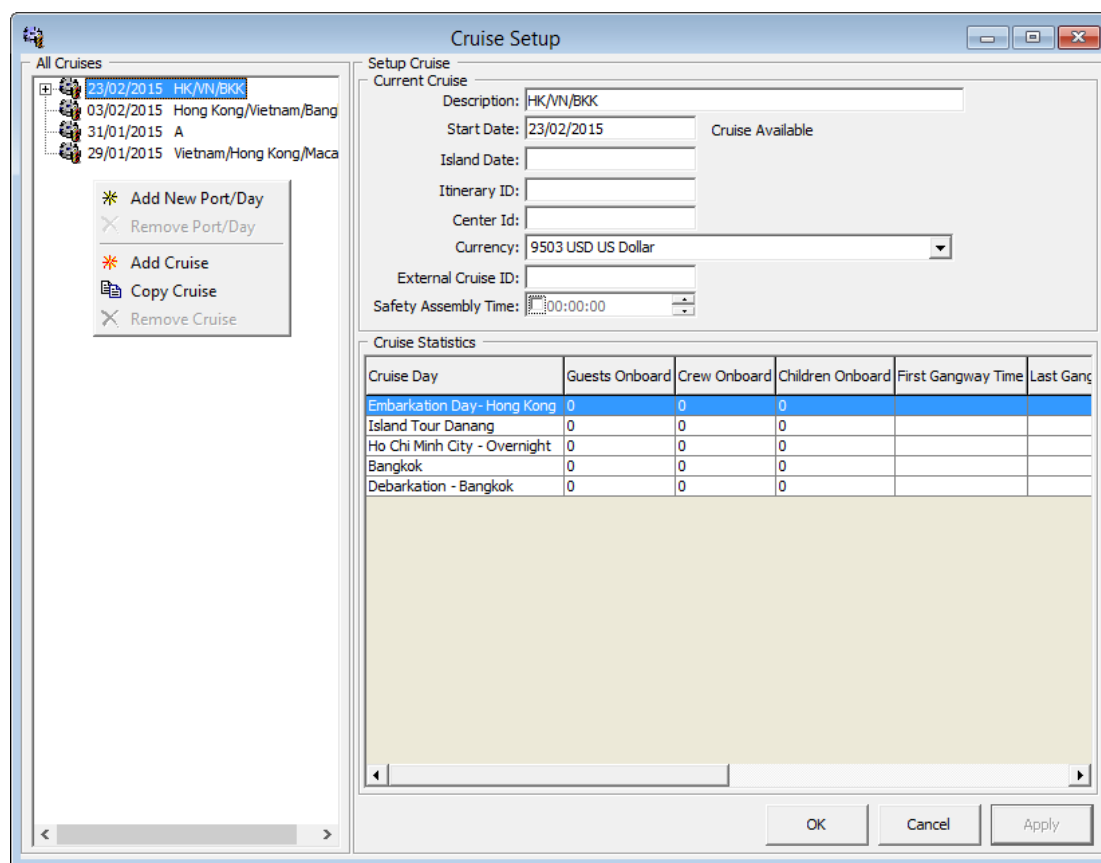 Cruise Setup
All Cruises
23/02/2015 HK/VN/BKK
03/02/2015 Hong Kong/Vietnam/Bang
31/01/2015 A
29/01/2015 Vietnam/Hong Kong/Maca
Add New Port/Day
Remove Port/Day
Add Cruise
Copy Cruise
Remove Cruise
Setup Cruise
Current Cruise
Description: HK/VN/BKK
Start Date: 23/02/2015 Cruise Available
Island Date:
Itinerary ID:
Center Id:
Currency: 9503 USD US Dollar
External Cruise ID:
Safety Assembly Time: 00:00:00
Cruise Statistics
Cruise Day Guests Onboard Crew Onboard Children Onboard First Gangway Time Last Gang
Embarkation Day- Hong Kong 0 0 0
Island Tour Danang 0 0 0
Ho Chi Minh City - Overnight 0 0 0
Bangkok 0 0 0
Debarkation - Bangkok 0 0 0
OK Cancel Apply